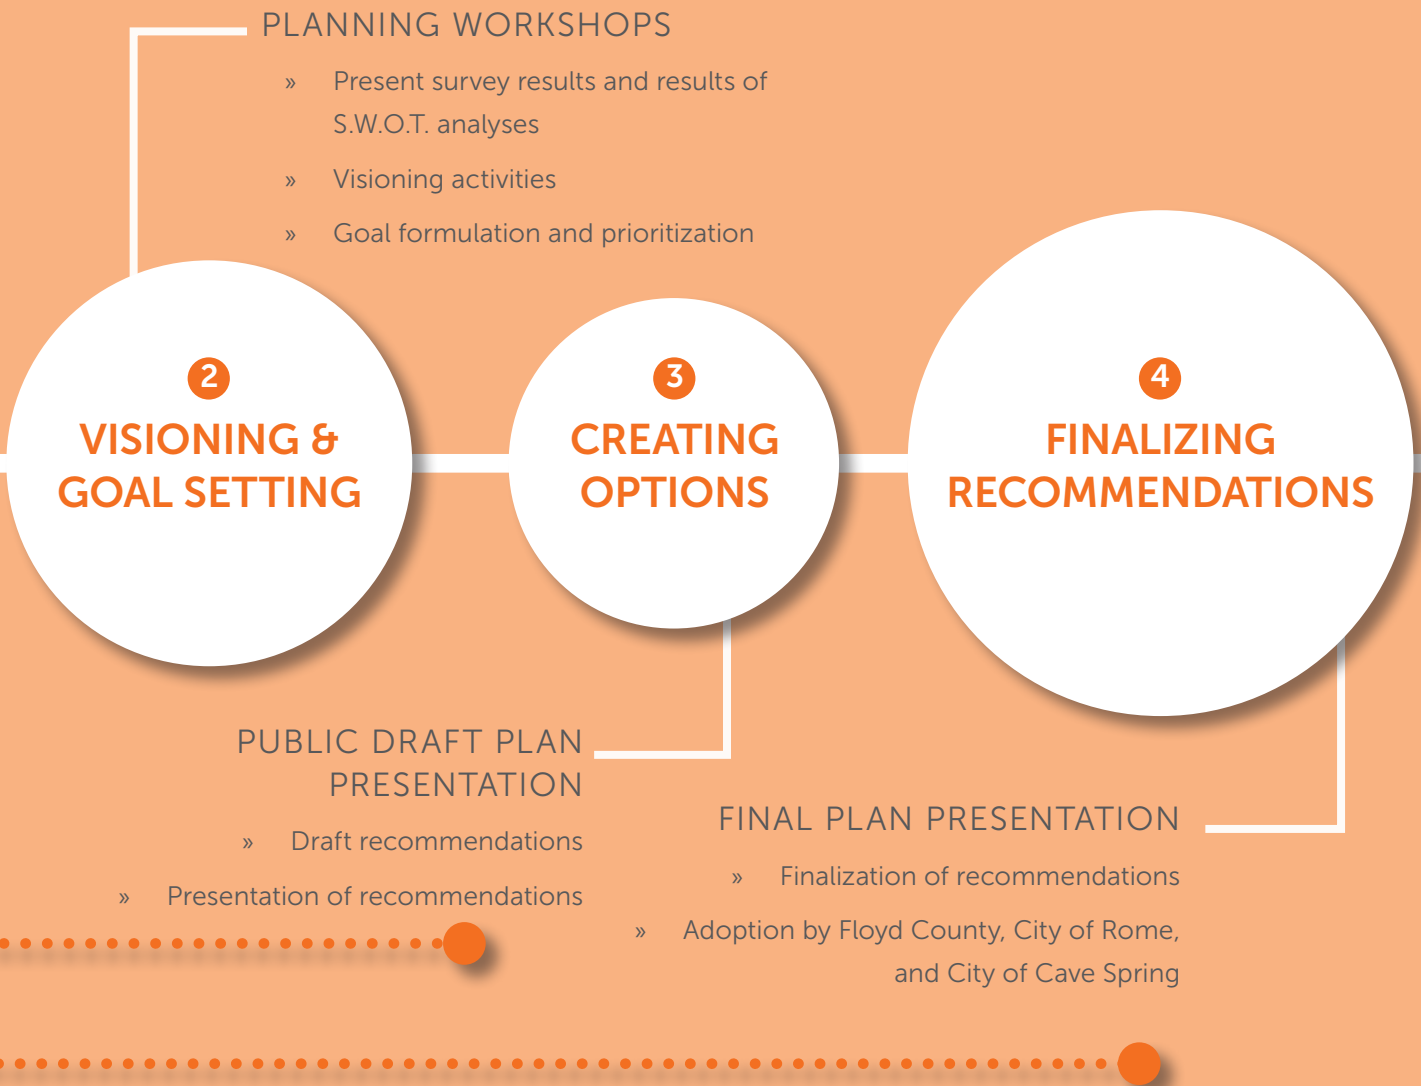 PLANNING WORKSHOPS
» Present survey results and results of
S.W.O.T. analyses
» Visioning activities
» Goal formulation and prioritization
2
VISIONING &
GOAL SETTING
3
CREATING
OPTIONS
4
FINALIZING
RECOMMENDATIONS
PUBLIC DRAFT PLAN
PRESENTATION
» Draft recommendations
» Presentation of recommendations
FINAL PLAN PRESENTATION
» Finalization of recommendations
» Adoption by Floyd County, City of Rome,
and City of Cave Spring